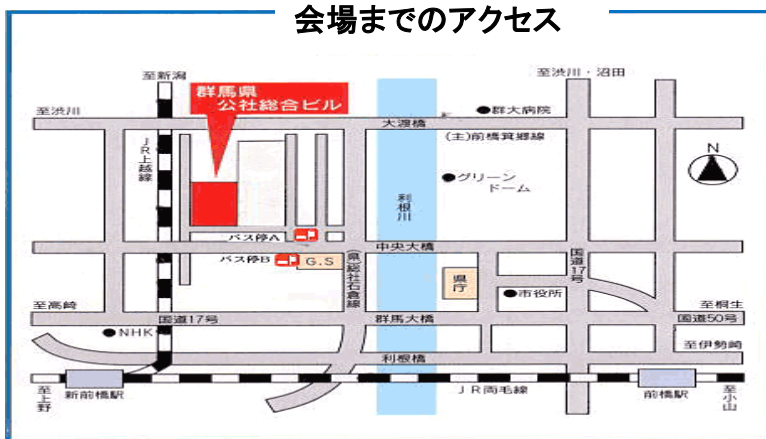 会場までのアクセス
至新潟
至渋川・沼田
群馬県
公社総合ビル
至渋川
●群大病院
大渡橋
(主)前橋箕郷線
JR上越線
N
●グリーン
ドーム
利根川
バス停A
中央大橋
バス停B
G.S
(県)総社石倉線
国道17号
県庁
●市役所
至高崎
至桐生
国道17号
群馬大橋
国道50号
●NHK
至伊勢崎
利根橋
至上野
新前橋駅
JR両毛線
前橋駅
至小山